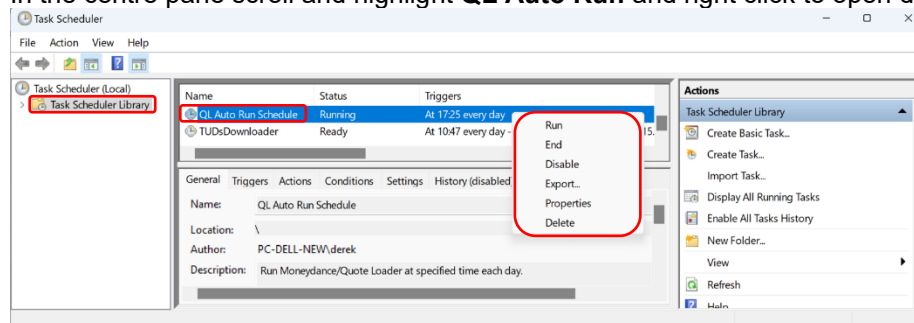 in the centre pane scroll and highlight QL Auto Run and right click to open d
Task Scheduler
File Action View Help
Task Scheduler (Local)
Task Scheduler Library
Name Status Triggers
QL Auto Run Schedule Running At 17:25 every day
TUDsDownloader Ready At 10:47 every day - 15.
Run
End
Disable
Export...
Properties
Delete
General Triggers Actions Conditions Settings History (disabled
Name: QL Auto Run Schedule
Location: \
Author: PC-DELL-NEW\derek
Description: Run Moneydance/Quote Loader at specified time each day.
Actions
Task Scheduler Library
Create Basic Task...
Create Task...
Import Task...
Display All Running Tasks
Enable All Tasks History
New Folder...
View
Refresh
Help